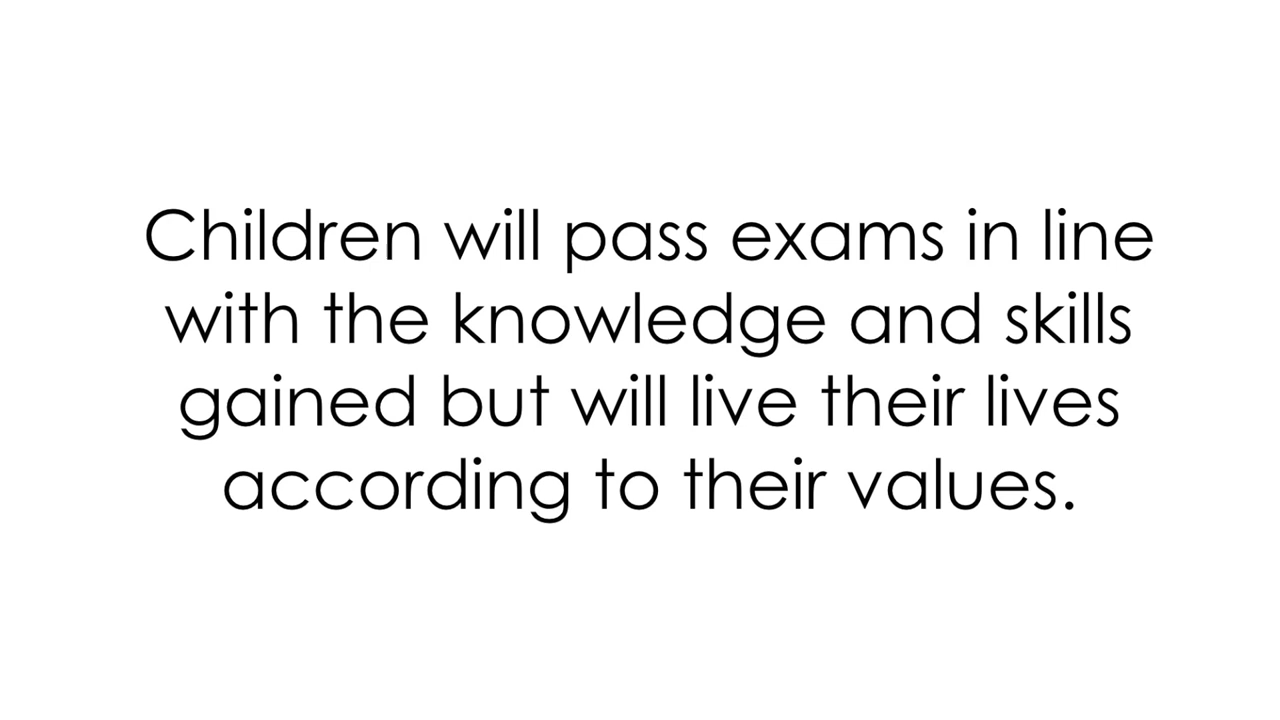 Children will pass exams in line
with the knowledge and skills
gained but will live their lives
according to their values.